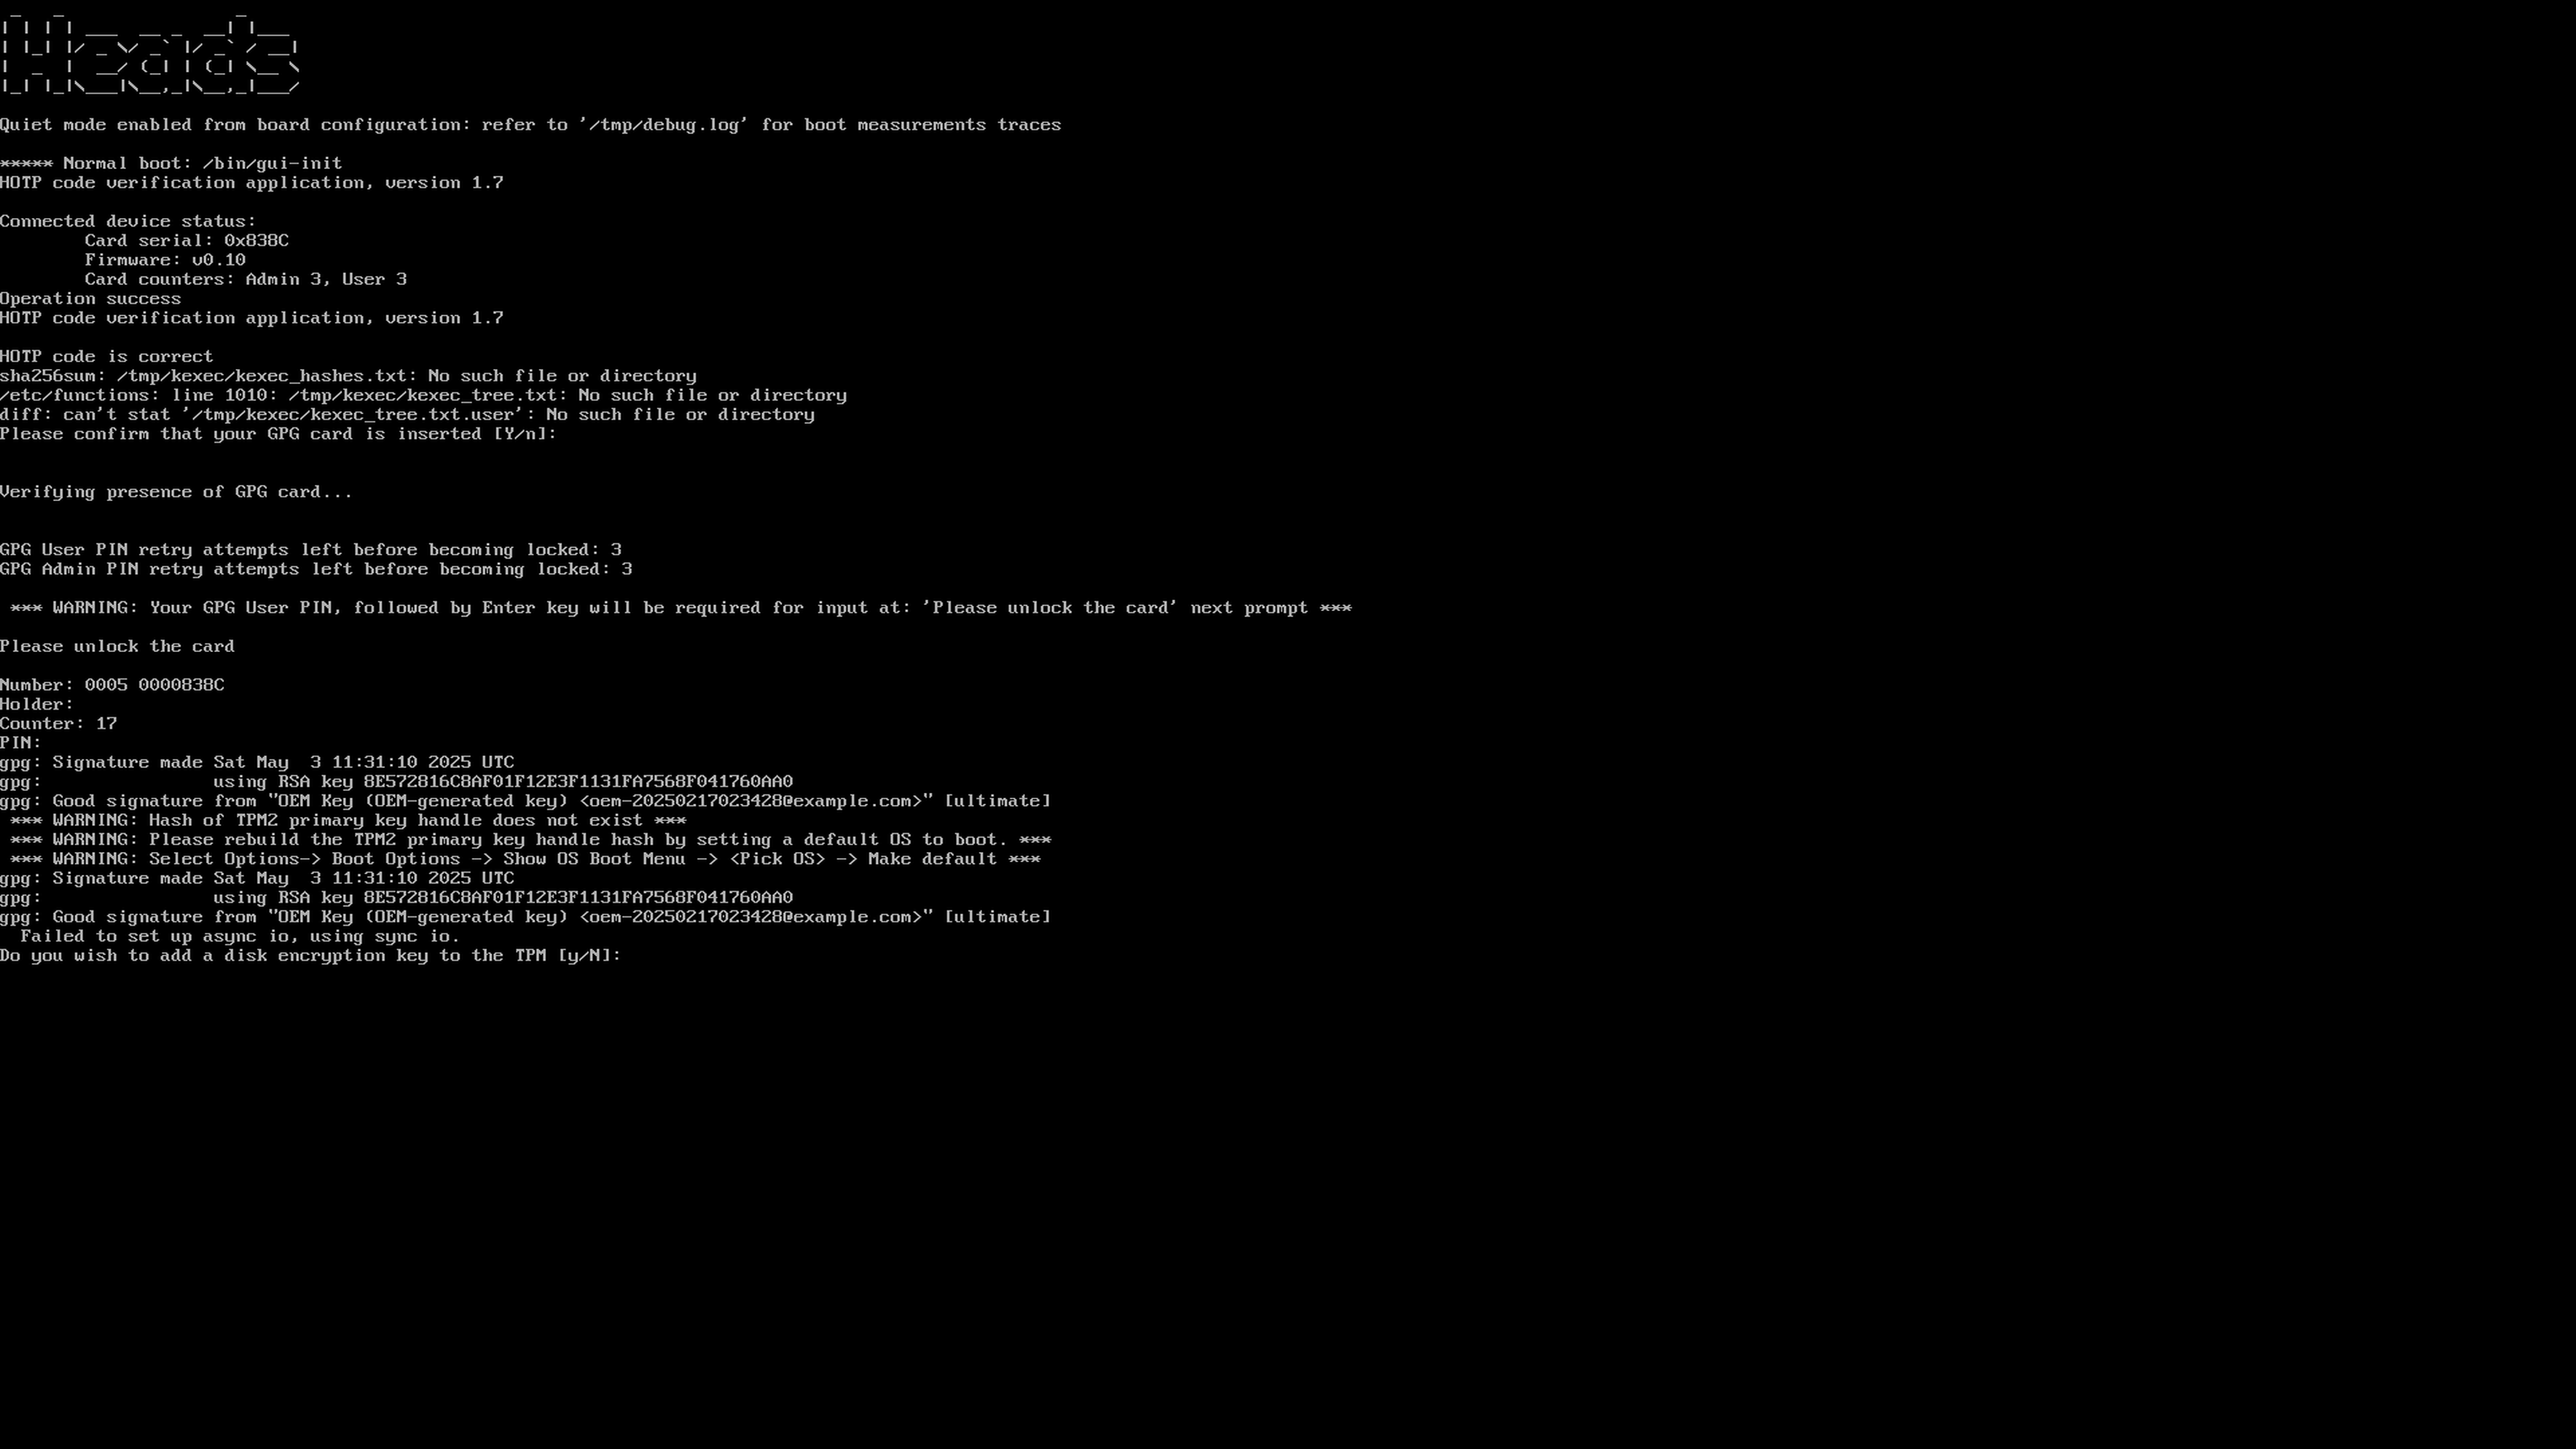 Heads
Quiet mode enabled from board configuration: refer to '/tmp/debug.log' for boot measurements traces
***** Normal boot: /bin/gui-init
HOTP code verification application, version 1.7
Connected device status:
Card serial: 0x838C
Firmware: v0.10
Card counters: Admin 3, User 3
Operation success
HOTP code verification application, version 1.7
HOTP code is correct
sha256sum: /tmp/kexec/kexec_hashes.txt: No such file or directory
/etc/functions: line 1010: /tmp/kexec/kexec_tree.txt: No such file or directory
diff: can't stat '/tmp/kexec/kexec_tree.txt.user': No such file or directory
Please confirm that your GPG card is inserted [Y/n]:
Verifying presence of GPG card...
GPG User PIN retry attempts left before becoming locked: 3
GPG Admin PIN retry attempts left before becoming locked: 3
*** WARNING: Your GPG User PIN, followed by Enter key will be required for input at: 'Please unlock the card' next prompt ***
Please unlock the card
Number: 0005 0000838C
Holder:
Counter: 17
PIN:
gpg: Signature made Sat May  3 11:31:10 2025 UTC
gpg:                using RSA key 8E572816C8AF01F12E3F1131FA7568F041760AA0
gpg: Good signature from "OEM Key (OEM-generated key) <oem-20250217023428@example.com>" [ultimate]
*** WARNING: Hash of TPM2 primary key handle does not exist ***
*** WARNING: Please rebuild the TPM2 primary key handle hash by setting a default OS to boot. ***
*** WARNING: Select Options-> Boot Options -> Show OS Boot Menu -> <Pick OS> -> Make default ***
gpg: Signature made Sat May  3 11:31:10 2025 UTC
gpg:                using RSA key 8E572816C8AF01F12E3F1131FA7568F041760AA0
gpg: Good signature from "OEM Key (OEM-generated key) <oem-20250217023428@example.com>" [ultimate]
Failed to set up async io, using sync io.
Do you wish to add a disk encryption key to the TPM [y/N]: